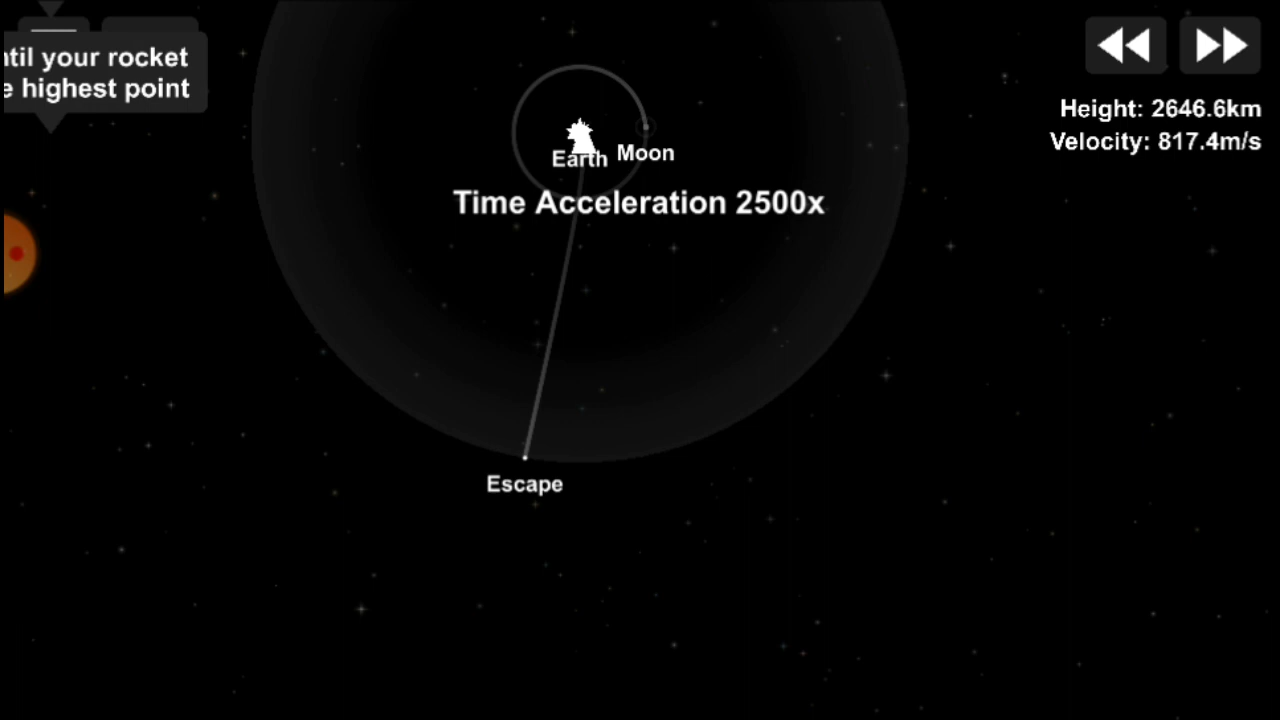 ntil your rocket
e highest point
Height: 2646.6km
Velocity: 817.4m/s
Earth
Moon
Time Acceleration 2500x
Escape